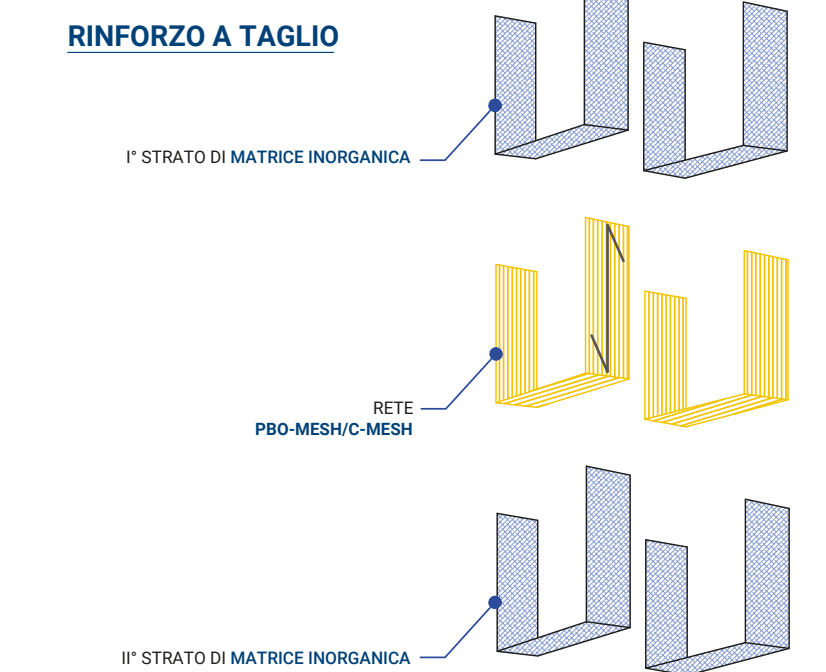 RINFORZO A TAGLIO
I° STRATO DI MATRICE INORGANICA
RETE
PBO-MESH/C-MESH
II° STRATO DI MATRICE INORGANICA